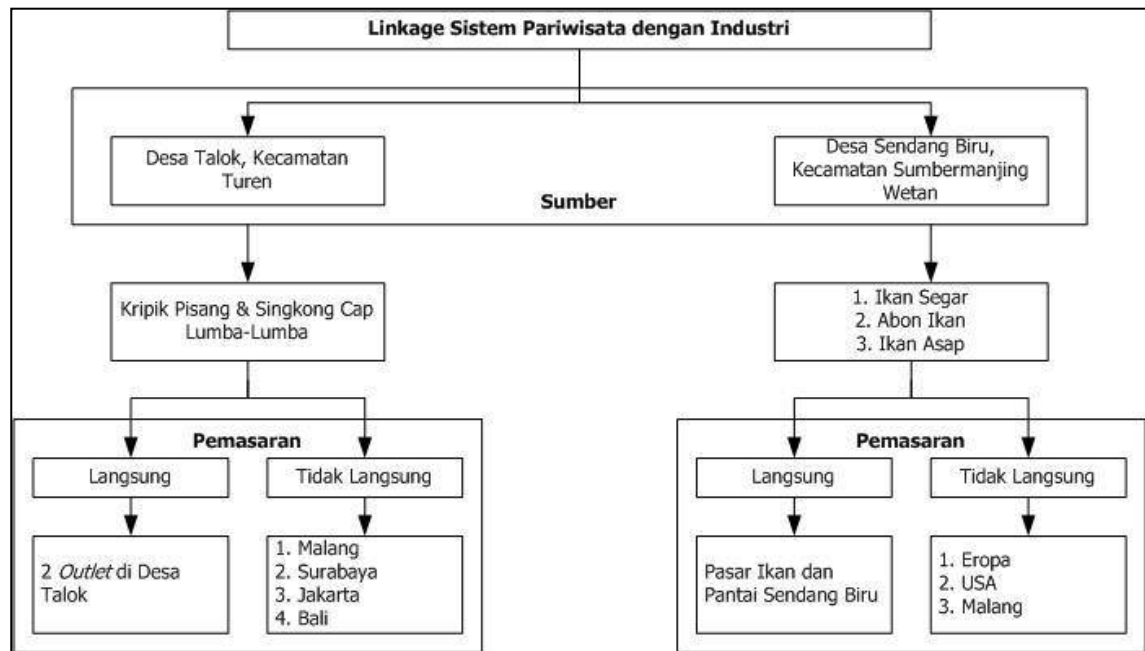 Linkage Sistem Pariwisata dengan Industri
Desa Talok, Kecamatan
Turen
Desa Sendang Biru,
Kecamatan Sumbermanjing
Wetan
Sumber
Kripik Pisang & Singkong Cap
Lumba-Lumba
1. Ikan Segar
2. Abon Ikan
3. Ikan Asap
Pemasaran
Langsung
Tidak Langsung
2 Outlet di Desa
Talok
1. Malang
2. Surabaya
3. Jakarta
4. Bali
Pemasaran
Langsung
Tidak Langsung
Pasar Ikan dan
Pantai Sendang Biru
1. Eropa
2. USA
3. Malang